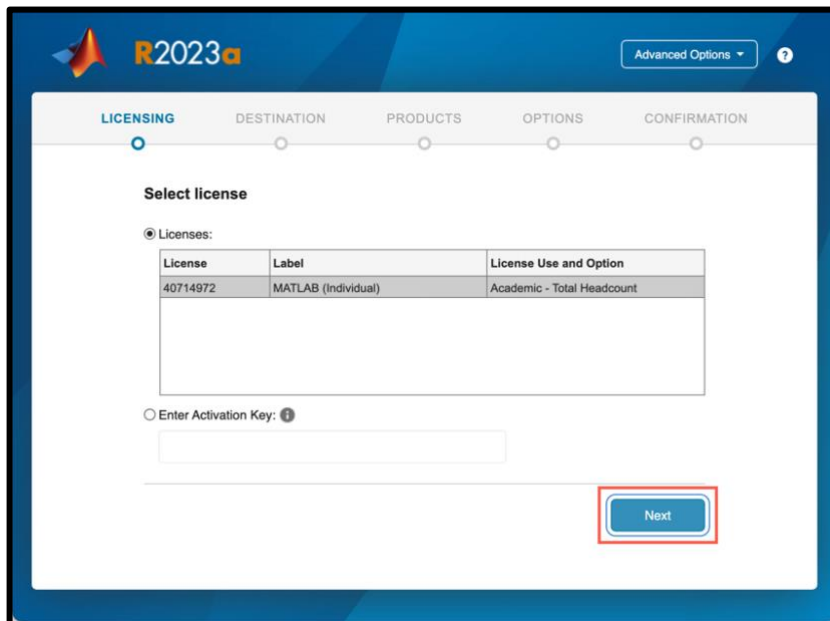 R2023a
Advanced Options
?
LICENSING DESTINATION PRODUCTS OPTIONS CONFIRMATION
Select license
Licenses:
License Label License Use and Option
40714972 MATLAB (Individual) Academic - Total Headcount
Enter Activation Key: i
Next